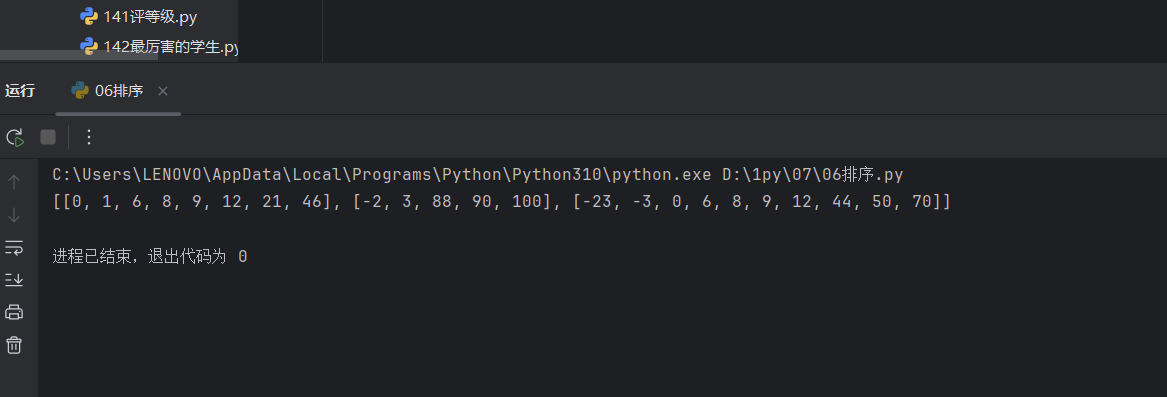 141评等级.py
142最厉害的学生.py
运行
06排序
C:\Users\LENOVO\AppData\Local\Programs\Python\Python310\python.exe D:\1py\07\06排序.py
[[0, 1, 6, 8, 9, 12, 21, 46], [-2, 3, 88, 90, 100], [-23, -3, 0, 6, 8, 9, 12, 44, 50, 70]]
进程已结束，退出代码为 0